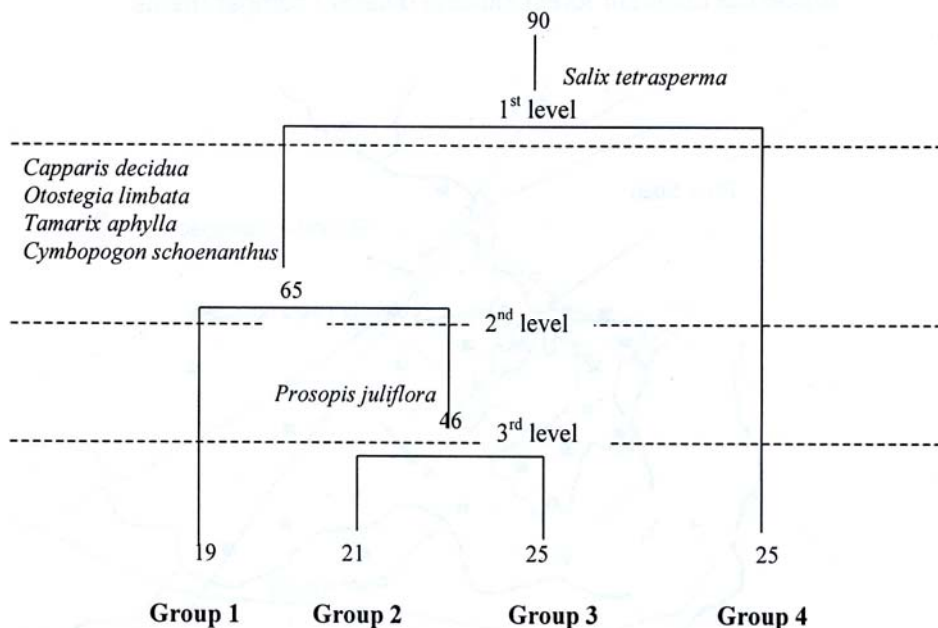 90
Salix tetrasperma
1st level
Capparis decidua
Otostegia limbata
Tamarix aphylla
Cymbopogon schoenanthus
65
2nd level
Prosopis juliflora
46
3rd level
19 21 25 25
Group 1 Group 2 Group 3 Group 4